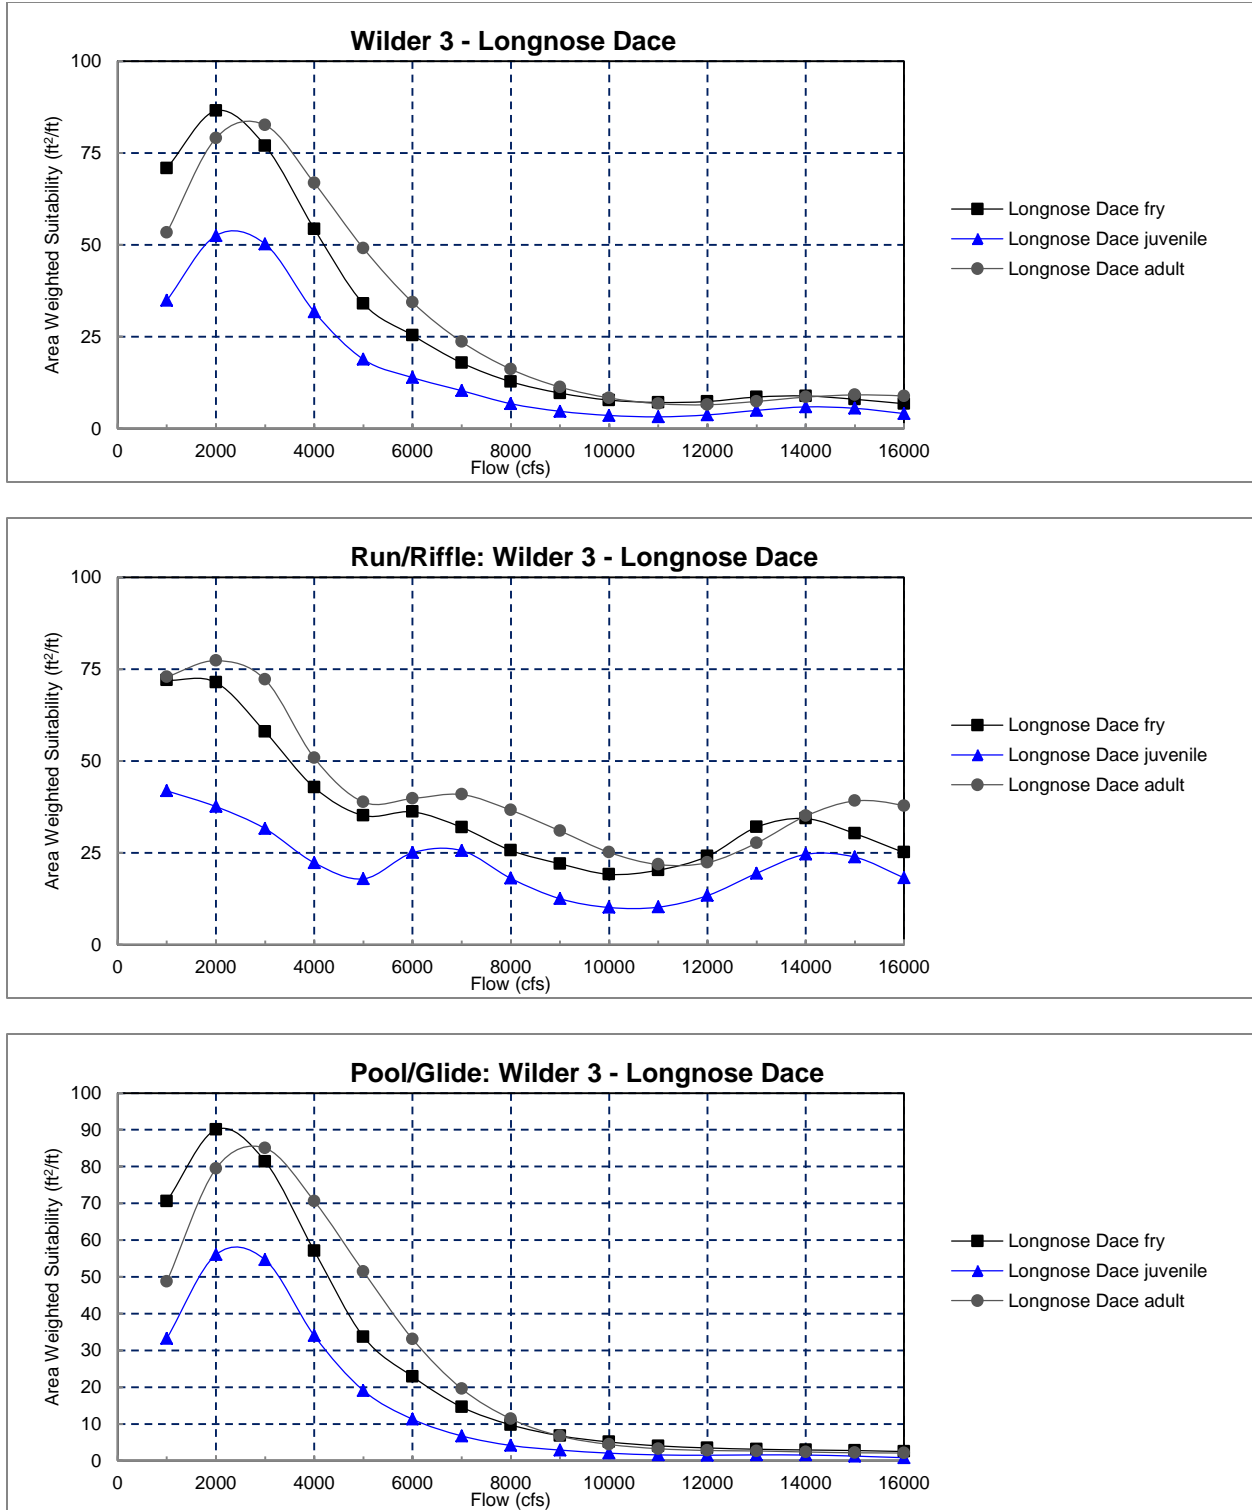 Wilder 3 - Longnose Dace
100
75
50
25
0
Area Weighted Suitability (ft²/ft)
0 2000 4000 6000 8000 10000 12000 14000 16000
Flow (cfs)
Longnose Dace fry
Longnose Dace juvenile
Longnose Dace adult
Run/Riffle: Wilder 3 - Longnose Dace
100
75
50
25
0
Area Weighted Suitability (ft²/ft)
0 2000 4000 6000 8000 10000 12000 14000 16000
Flow (cfs)
Longnose Dace fry
Longnose Dace juvenile
Longnose Dace adult
Pool/Glide: Wilder 3 - Longnose Dace
100
90
80
70
60
50
40
30
20
10
0
Area Weighted Suitability (ft²/ft)
0 2000 4000 6000 8000 10000 12000 14000 16000
Flow (cfs)
Longnose Dace fry
Longnose Dace juvenile
Longnose Dace adult